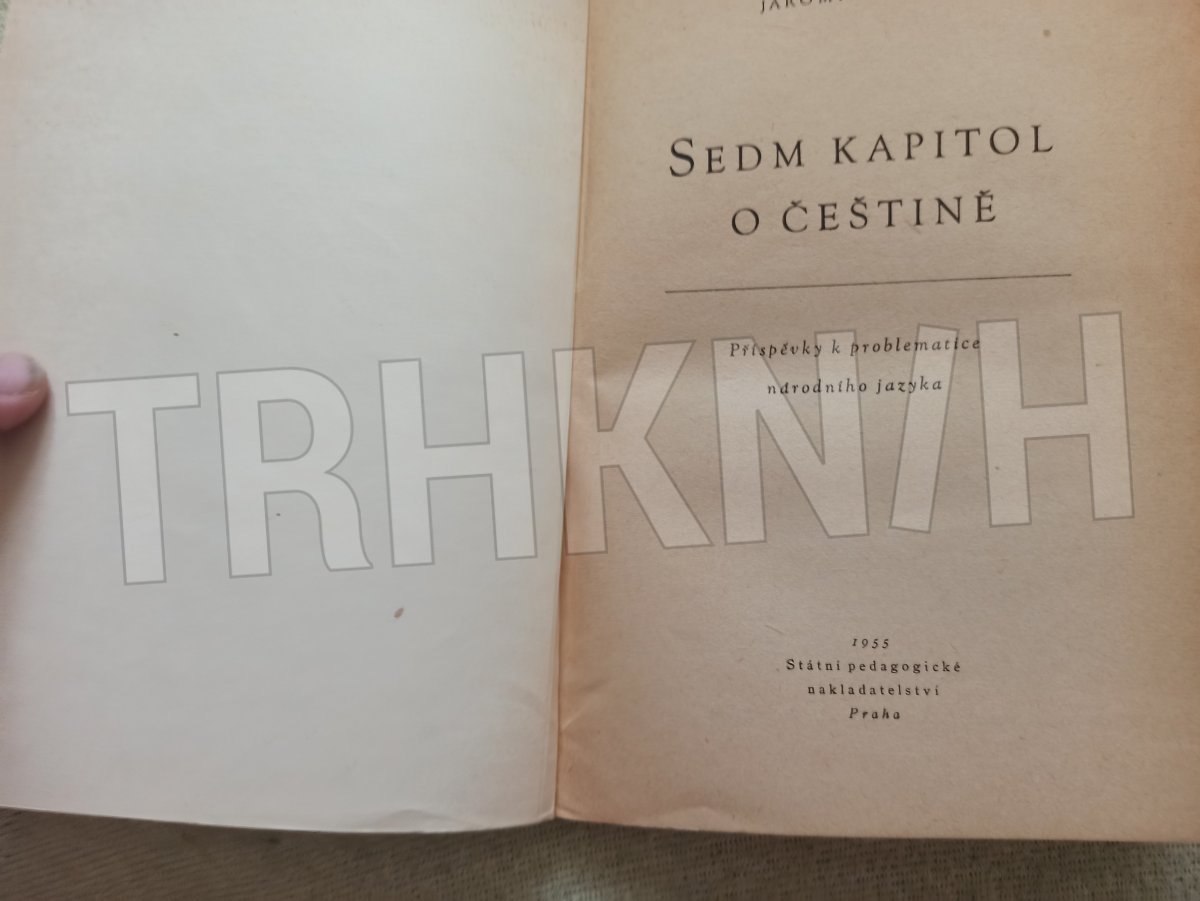 SEDM KAPITOL
O ČEŠTINĚ
Příspěvky k problematice
národního jazyka
TRHKNIH
1955
Státní pedagogické
nakladatelství
Praha